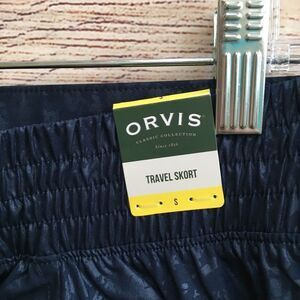 ORVIS
CLASSIC COLLECTION
Since 1856
TRAVEL SKORT
S